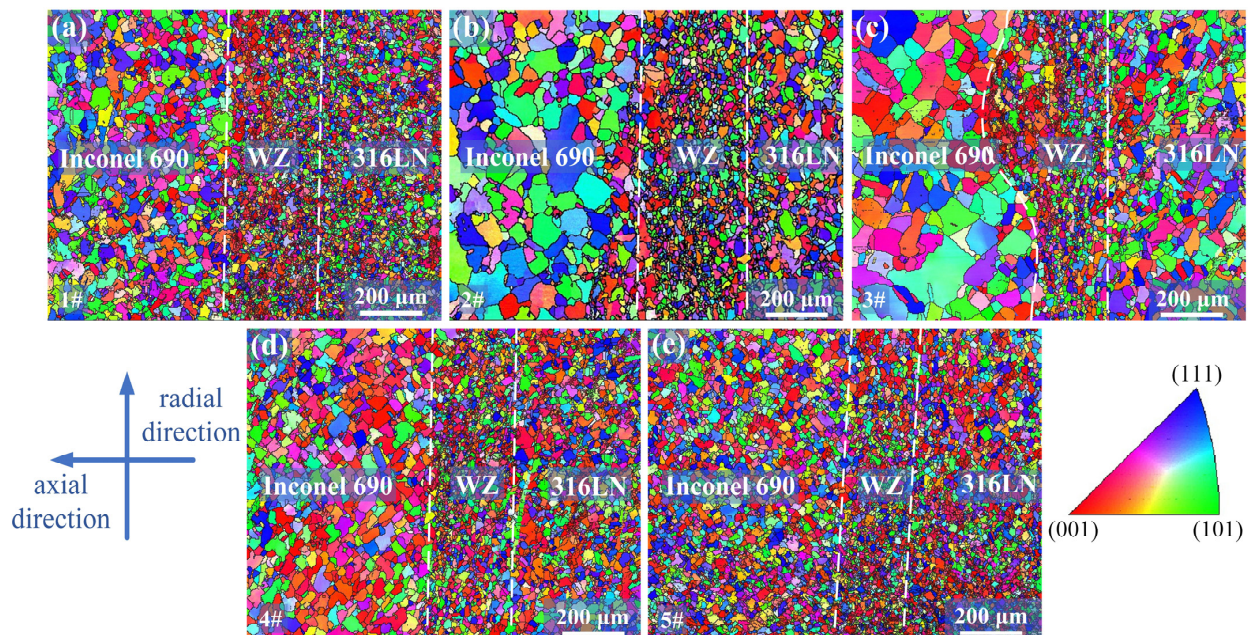 (a)
Inconel 690
WZ
316LN
1#
200 μm
(b)
Inconel 690
WZ
316LN
2#
200 μm
(c)
Inconel 690
WZ
316LN
3#
200 μm
radial
direction
axial
direction
(d)
Inconel 690
WZ
316LN
4#
200 μm
(e)
Inconel 690
WZ
316LN
5#
200 μm
(111)
(001)
(101)